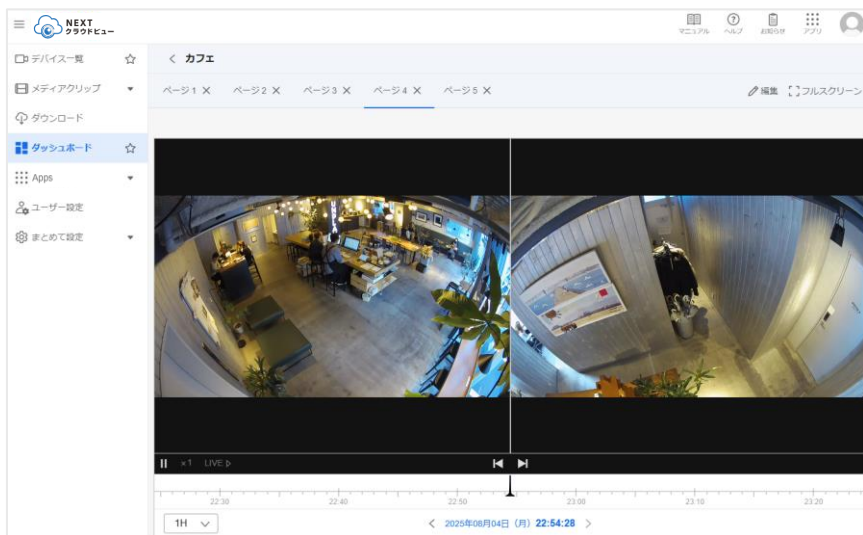 NEXT
クラウドビュー
マニュアル ヘルプ お知らせ アプリ
デバイス一覧
メディアクリップ
ダウンロード
ダッシュボード
Apps
ユーザー設定
まとめて設定
カフェ
ページ1 ページ2 ページ3 ページ4 ページ5
編集 フルスクリーン
×1 LIVE
22:30 22:40 22:50 23:00 23:10 23:20
1H
2025年08月04日（月） 22:54:28